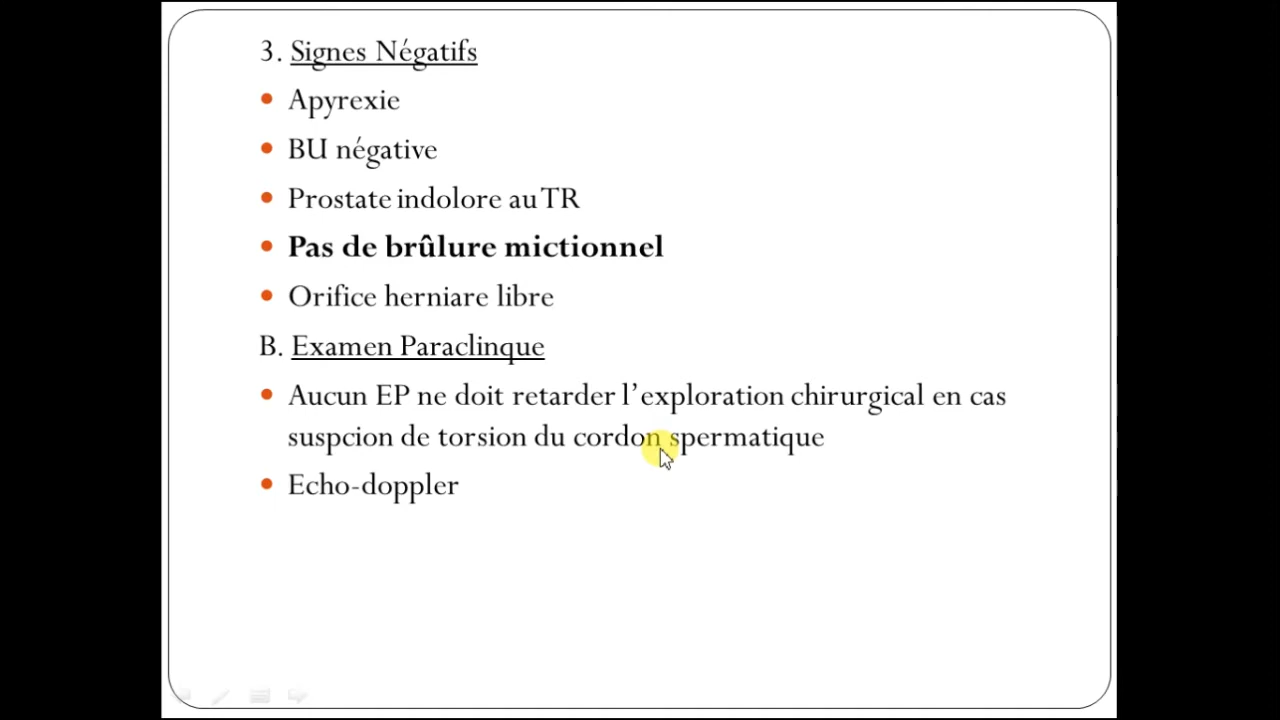 3. Signes Négatifs
• Apyrexie
• BU négative
• Prostate indolore au TR
• Pas de brûlure mictionnel
• Orifice herniare libre
B. Examen Paraclinque
• Aucun EP ne doit retarder l’exploration chirurgical en cas
suspcion de torsion du cordon spermatique
• Echo-doppler